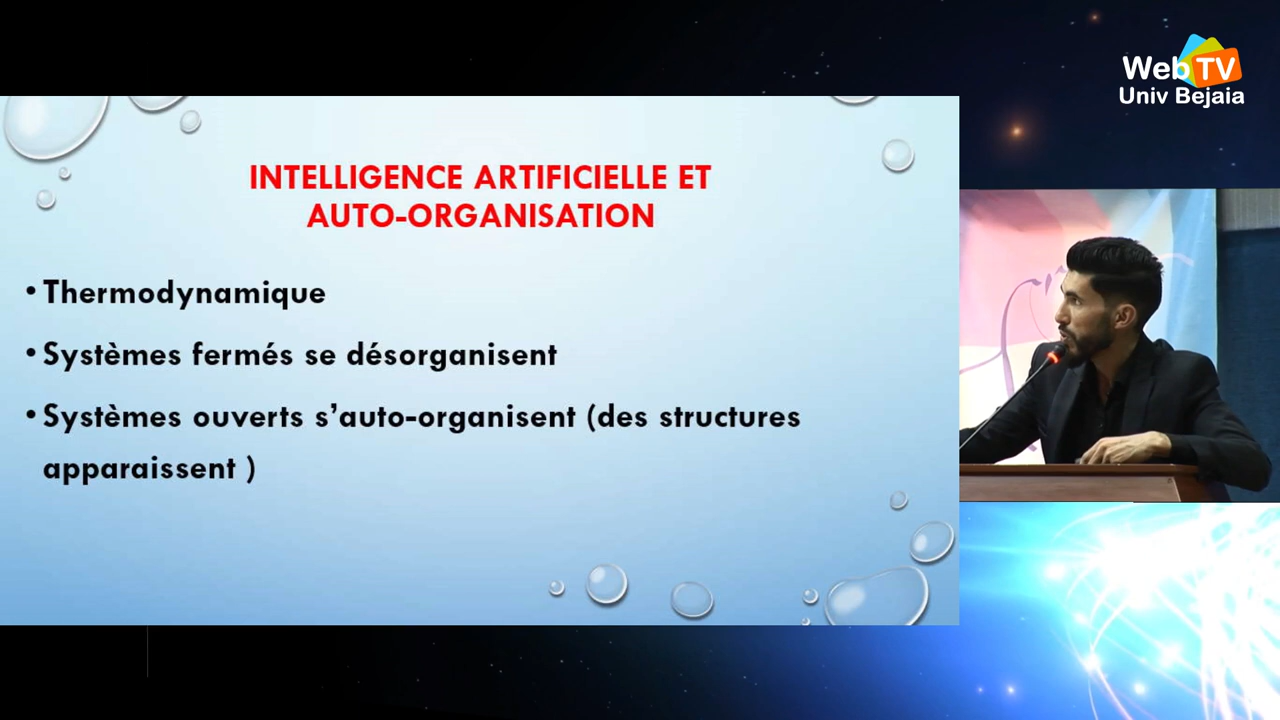 Web TV
Univ Bejaia
INTELLIGENCE ARTIFICIELLE ET
AUTO-ORGANISATION
• Thermodynamique
• Systèmes fermés se désorganisent
• Systèmes ouverts s’auto-organisent (des structures
apparaissent )